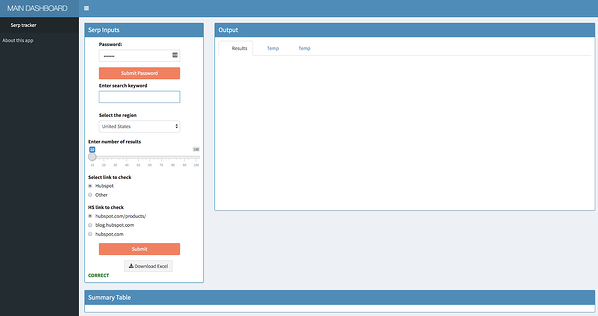 MAIN DASHBOARD
Serp tracker
About this app
Serp Inputs
Password:
Submit Password
Enter search keyword
Select the region
United States
Enter number of results
10 20 30 40 50 60 70 80 90 100
Select link to check
Hubspot
Other
HS link to check
hubspot.com/products/
blog.hubspot.com
hubspot.com
Submit
Download Excel
CORRECT
Output
Results Temp Temp
Summary Table